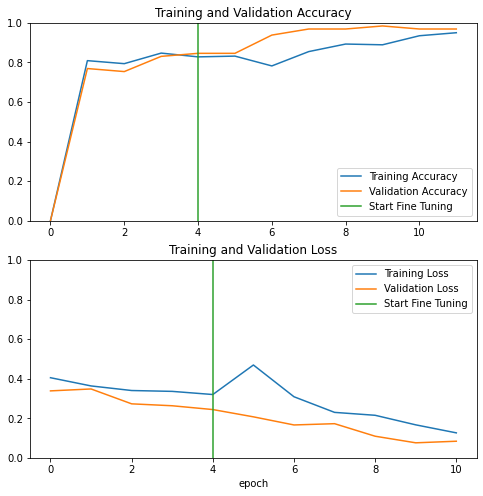 Training and Validation Accuracy
1.0
0.8
0.6
0.4
0.2
0.0
Training Accuracy
Validation Accuracy
Start Fine Tuning
0 2 4 6 8 10
Training and Validation Loss
1.0
0.8
0.6
0.4
0.2
0.0
Training Loss
Validation Loss
Start Fine Tuning
0 2 4 6 8 10
epoch